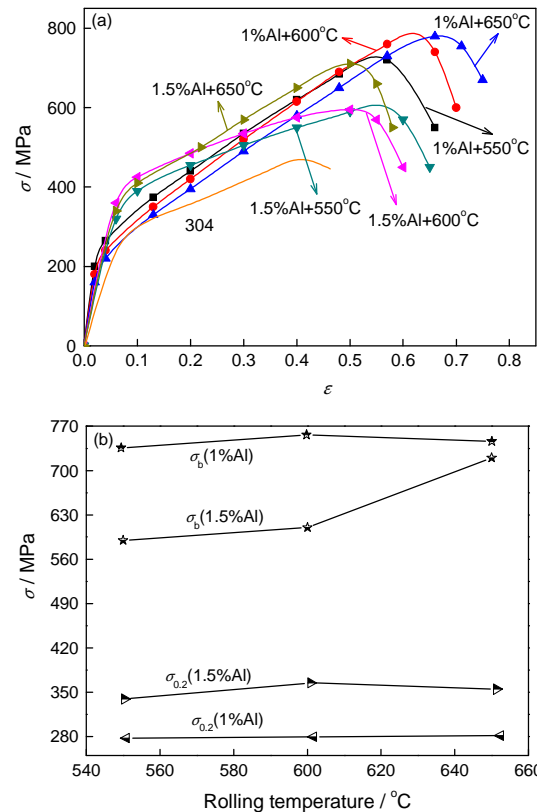 (a)
1%Al+600°C
1%Al+650°C
1.5%Al+650°C
1%Al+550°C
1.5%Al+550°C
1.5%Al+600°C
304
800
600
400
200
0
σ / MPa
0.0 0.1 0.2 0.3 0.4 0.5 0.6 0.7 0.8
ε
(b)
σb(1%Al)
σb(1.5%Al)
σ0.2(1.5%Al)
σ0.2(1%Al)
770
700
630
560
490
420
350
280
σ / MPa
540 560 580 600 620 640 660
Rolling temperature / °C